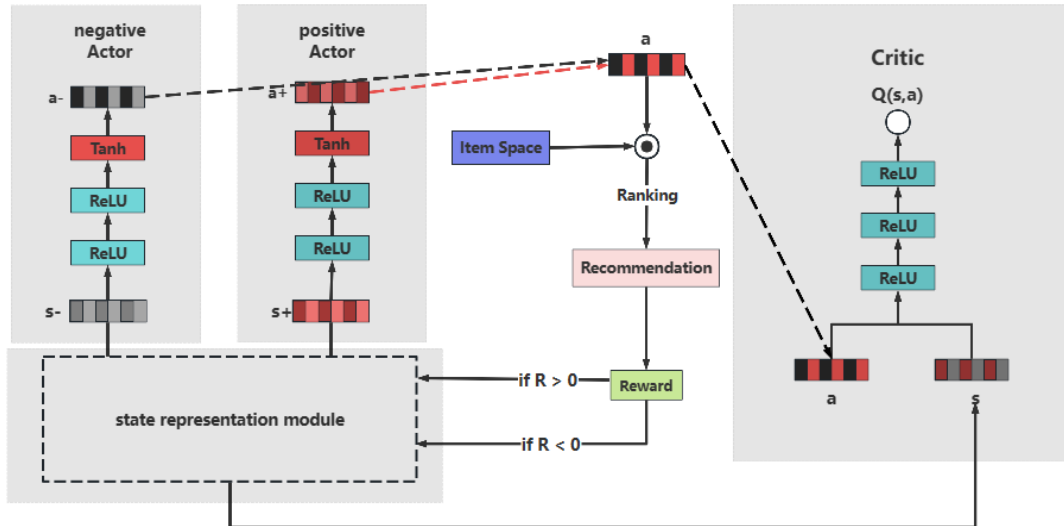 negative
Actor
a-
Tanh
ReLU
ReLU
s-
positive
Actor
a+
Tanh
ReLU
ReLU
s+
state representation module
a
Item Space
Ranking
Recommendation
Reward
if R > 0
if R < 0
Critic
Q(s,a)
ReLU
ReLU
ReLU
a
s